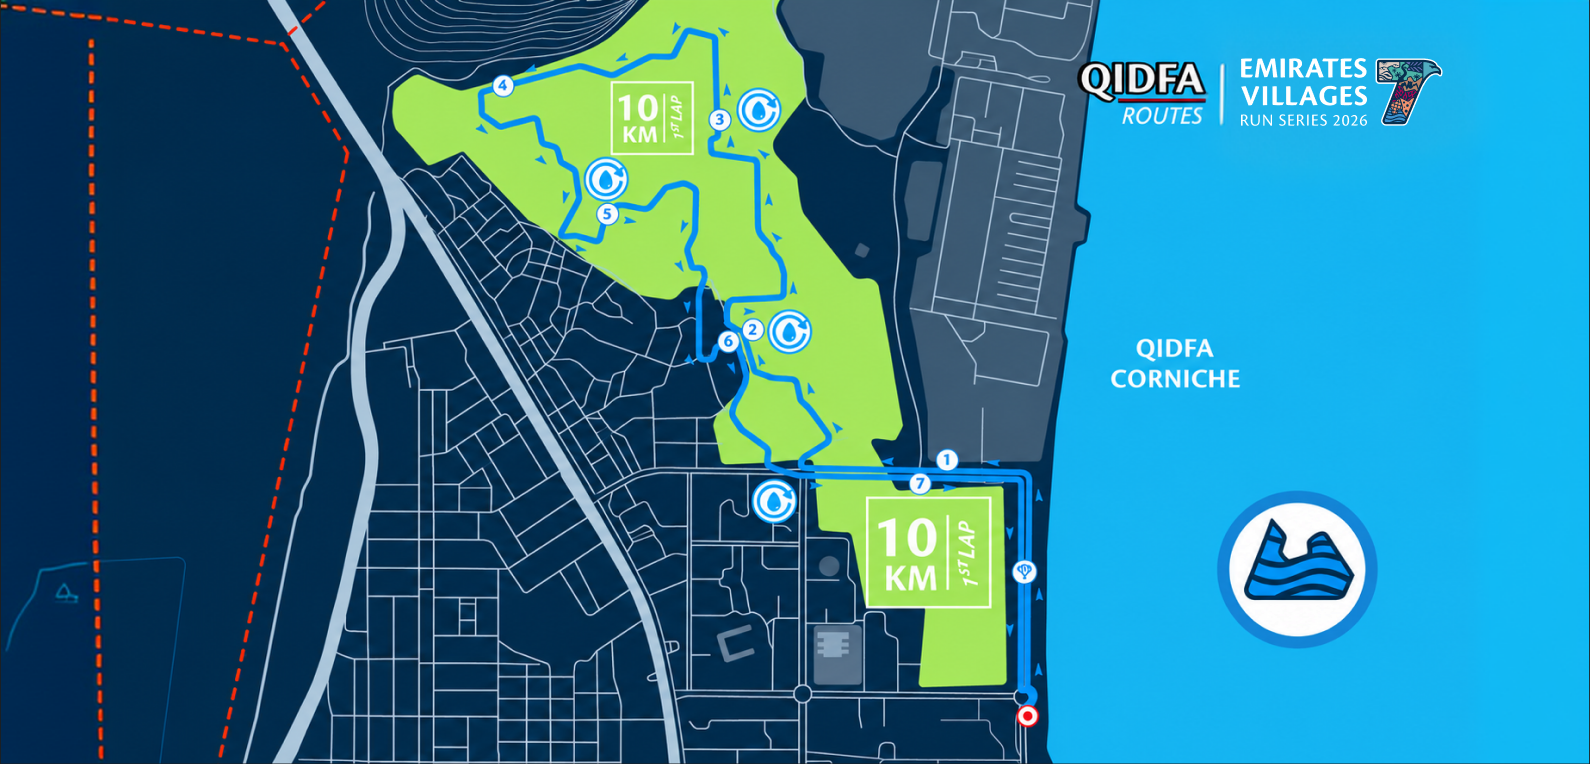 QIDFA
ROUTES
EMIRATES
VILLAGES
RUN SERIES 2026
7
4
10
KM
1ST LAP
3
5
2
6
QIDFA
CORNICHE
1
7
10
KM
1ST LAP